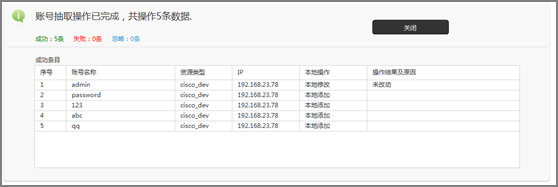 账号抽取操作已完成，共操作5条数据.
关闭
成功：5条 失败：0条 忽略：0条
成功条目
序号 账号名称 资源类型 IP 本地操作 操作结果及原因
1 admin cisco_dev 192.168.23.78 本地修改 未改动
2 password cisco_dev 192.168.23.78 本地添加
3 123 cisco_dev 192.168.23.78 本地添加
4 abc cisco_dev 192.168.23.78 本地添加
5 qq cisco_dev 192.168.23.78 本地添加